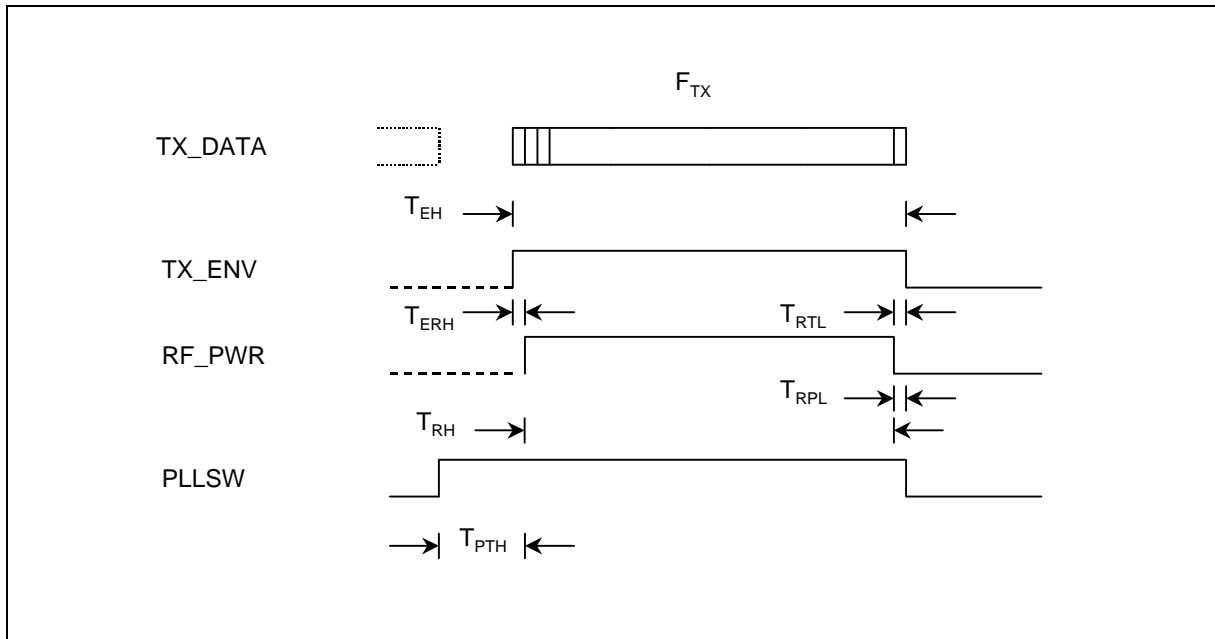 F_TX
TX_DATA
T_EH
TX_ENV
T_ERH
T_RTL
RF_PWR
T_RPL
T_RH
PLLSW
T_PTH